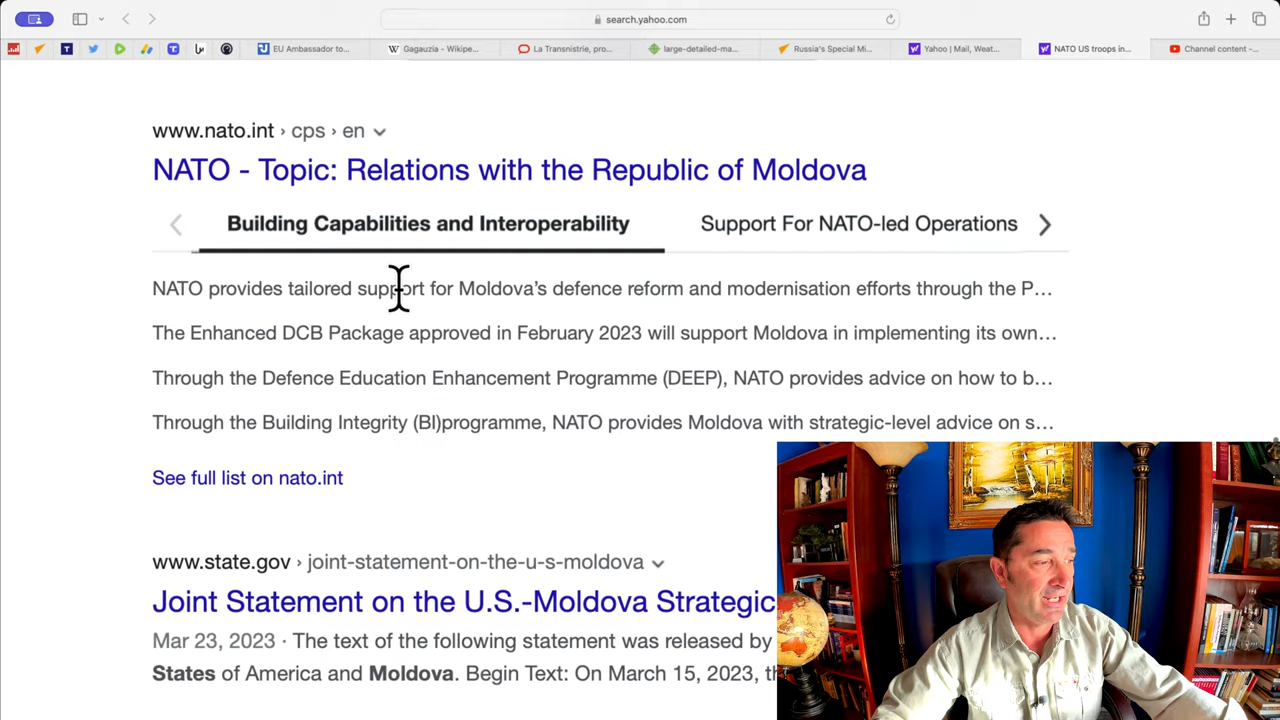 search.yahoo.com
EU Ambassador to...
Gagauzia - Wikipe...
La Transnistrie, pro...
large-detailed-ma...
Russia's Special Mi...
Yahoo | Mail, Weat...
NATO US troops in...
Channel content -...
www.nato.int › cps › en
NATO - Topic: Relations with the Republic of Moldova
Building Capabilities and Interoperability
Support For NATO-led Operations
NATO provides tailored support for Moldova's defence reform and modernisation efforts through the P...
The Enhanced DCB Package approved in February 2023 will support Moldova in implementing its own...
Through the Defence Education Enhancement Programme (DEEP), NATO provides advice on how to b...
Through the Building Integrity (BI)programme, NATO provides Moldova with strategic-level advice on s...
See full list on nato.int
www.state.gov › joint-statement-on-the-u-s-moldova
Joint Statement on the U.S.-Moldova Strategic
Mar 23, 2023 · The text of the following statement was released by
States of America and Moldova. Begin Text: On March 15, 2023, th